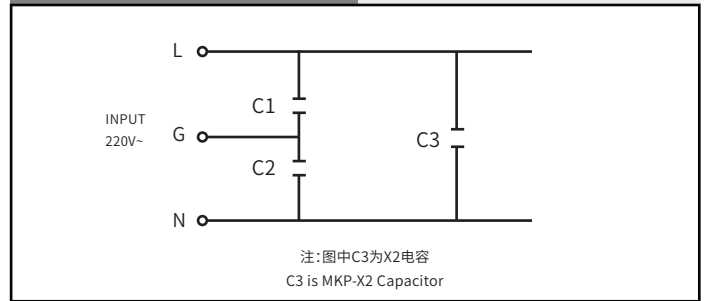 L
C1
INPUT
220V~
G
C3
C2
N
注:图中C3为X2电容
C3 is MKP-X2 Capacitor